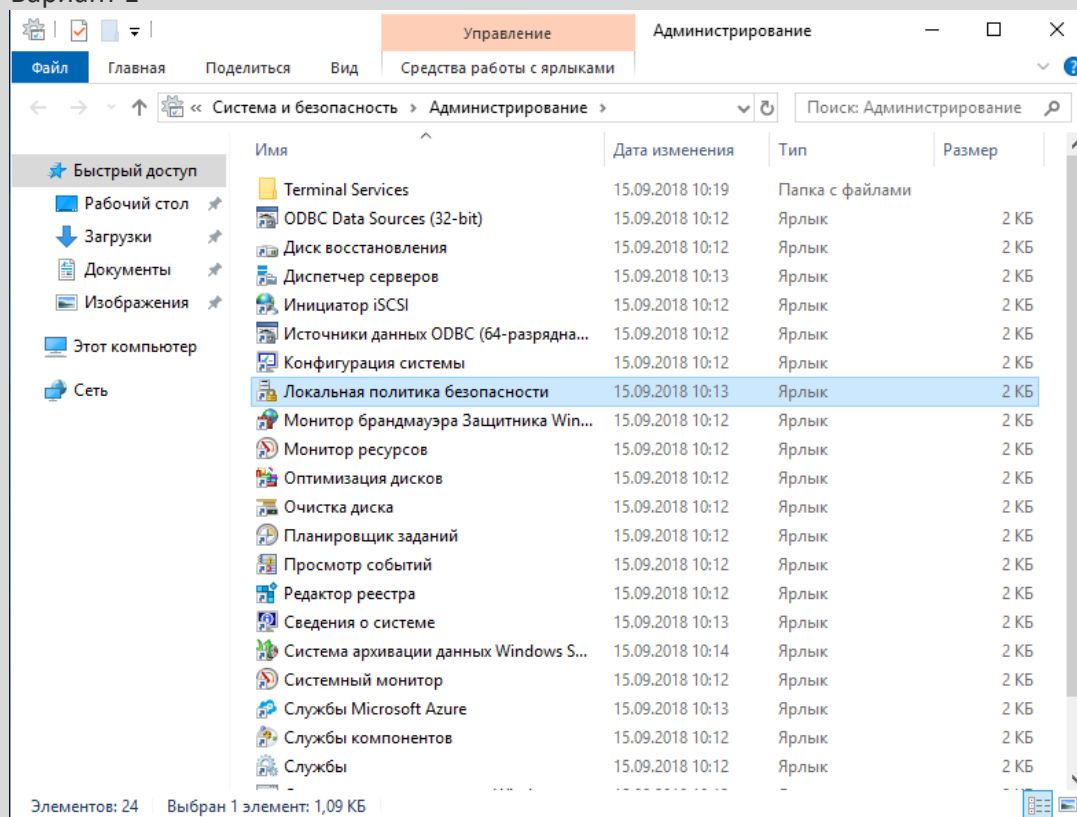 Управление Администрирование
Файл Главная Поделиться Вид Средства работы с ярлыками
« Система и безопасность › Администрирование › Поиск: Администрирование
Имя Дата изменения Тип Размер
Быстрый доступ
Рабочий стол
Загрузки
Документы
Изображения
Этот компьютер
Сеть
Terminal Services 15.09.2018 10:19 Папка с файлами
ODBC Data Sources (32-bit) 15.09.2018 10:12 Ярлык 2 КБ
Диск восстановления 15.09.2018 10:12 Ярлык 2 КБ
Диспетчер серверов 15.09.2018 10:13 Ярлык 2 КБ
Инициатор iSCSI 15.09.2018 10:12 Ярлык 2 КБ
Источники данных ODBC (64-разрядна... 15.09.2018 10:12 Ярлык 2 КБ
Конфигурация системы 15.09.2018 10:12 Ярлык 2 КБ
Локальная политика безопасности 15.09.2018 10:13 Ярлык 2 КБ
Монитор брандмауэра Защитника Win... 15.09.2018 10:12 Ярлык 2 КБ
Монитор ресурсов 15.09.2018 10:12 Ярлык 2 КБ
Оптимизация дисков 15.09.2018 10:12 Ярлык 2 КБ
Очистка диска 15.09.2018 10:12 Ярлык 2 КБ
Планировщик заданий 15.09.2018 10:12 Ярлык 2 КБ
Просмотр событий 15.09.2018 10:12 Ярлык 2 КБ
Редактор реестра 15.09.2018 10:12 Ярлык 2 КБ
Сведения о системе 15.09.2018 10:13 Ярлык 2 КБ
Система архивации данных Windows S... 15.09.2018 10:14 Ярлык 2 КБ
Системный монитор 15.09.2018 10:12 Ярлык 2 КБ
Службы Microsoft Azure 15.09.2018 10:13 Ярлык 2 КБ
Службы компонентов 15.09.2018 10:12 Ярлык 2 КБ
Службы 15.09.2018 10:12 Ярлык 2 КБ
Элементов: 24 Выбран 1 элемент: 1,09 КБ